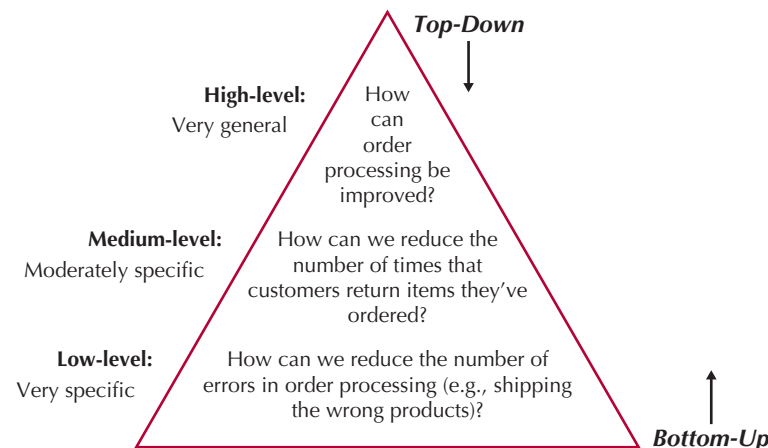 Top-Down
High-level:
Very general
How
can
order
processing be
improved?
Medium-level:
Moderately specific
How can we reduce the
number of times that
customers return items they’ve
ordered?
Low-level:
Very specific
How can we reduce the number of
errors in order processing (e.g., shipping
the wrong products)?
Bottom-Up